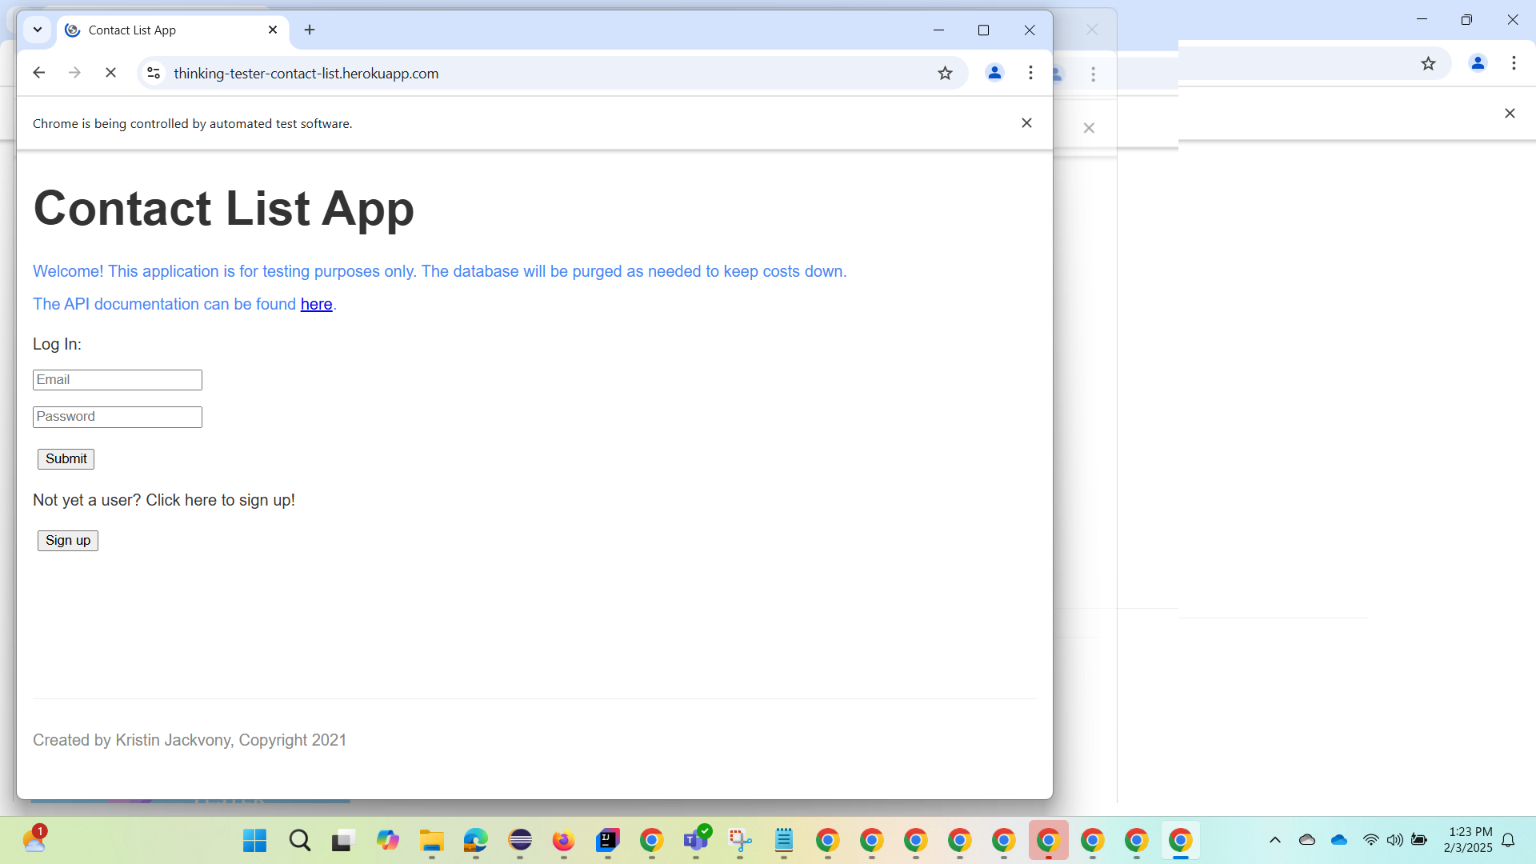 Contact List App
thinking-tester-contact-list.herokuapp.com
Chrome is being controlled by automated test software.
Contact List App
Welcome! This application is for testing purposes only. The database will be purged as needed to keep costs down.
The API documentation can be found here.
Log In:
Email
Password
Submit
Not yet a user? Click here to sign up!
Sign up
Created by Kristin Jackvony, Copyright 2021
1
1:23 PM
2/3/2025